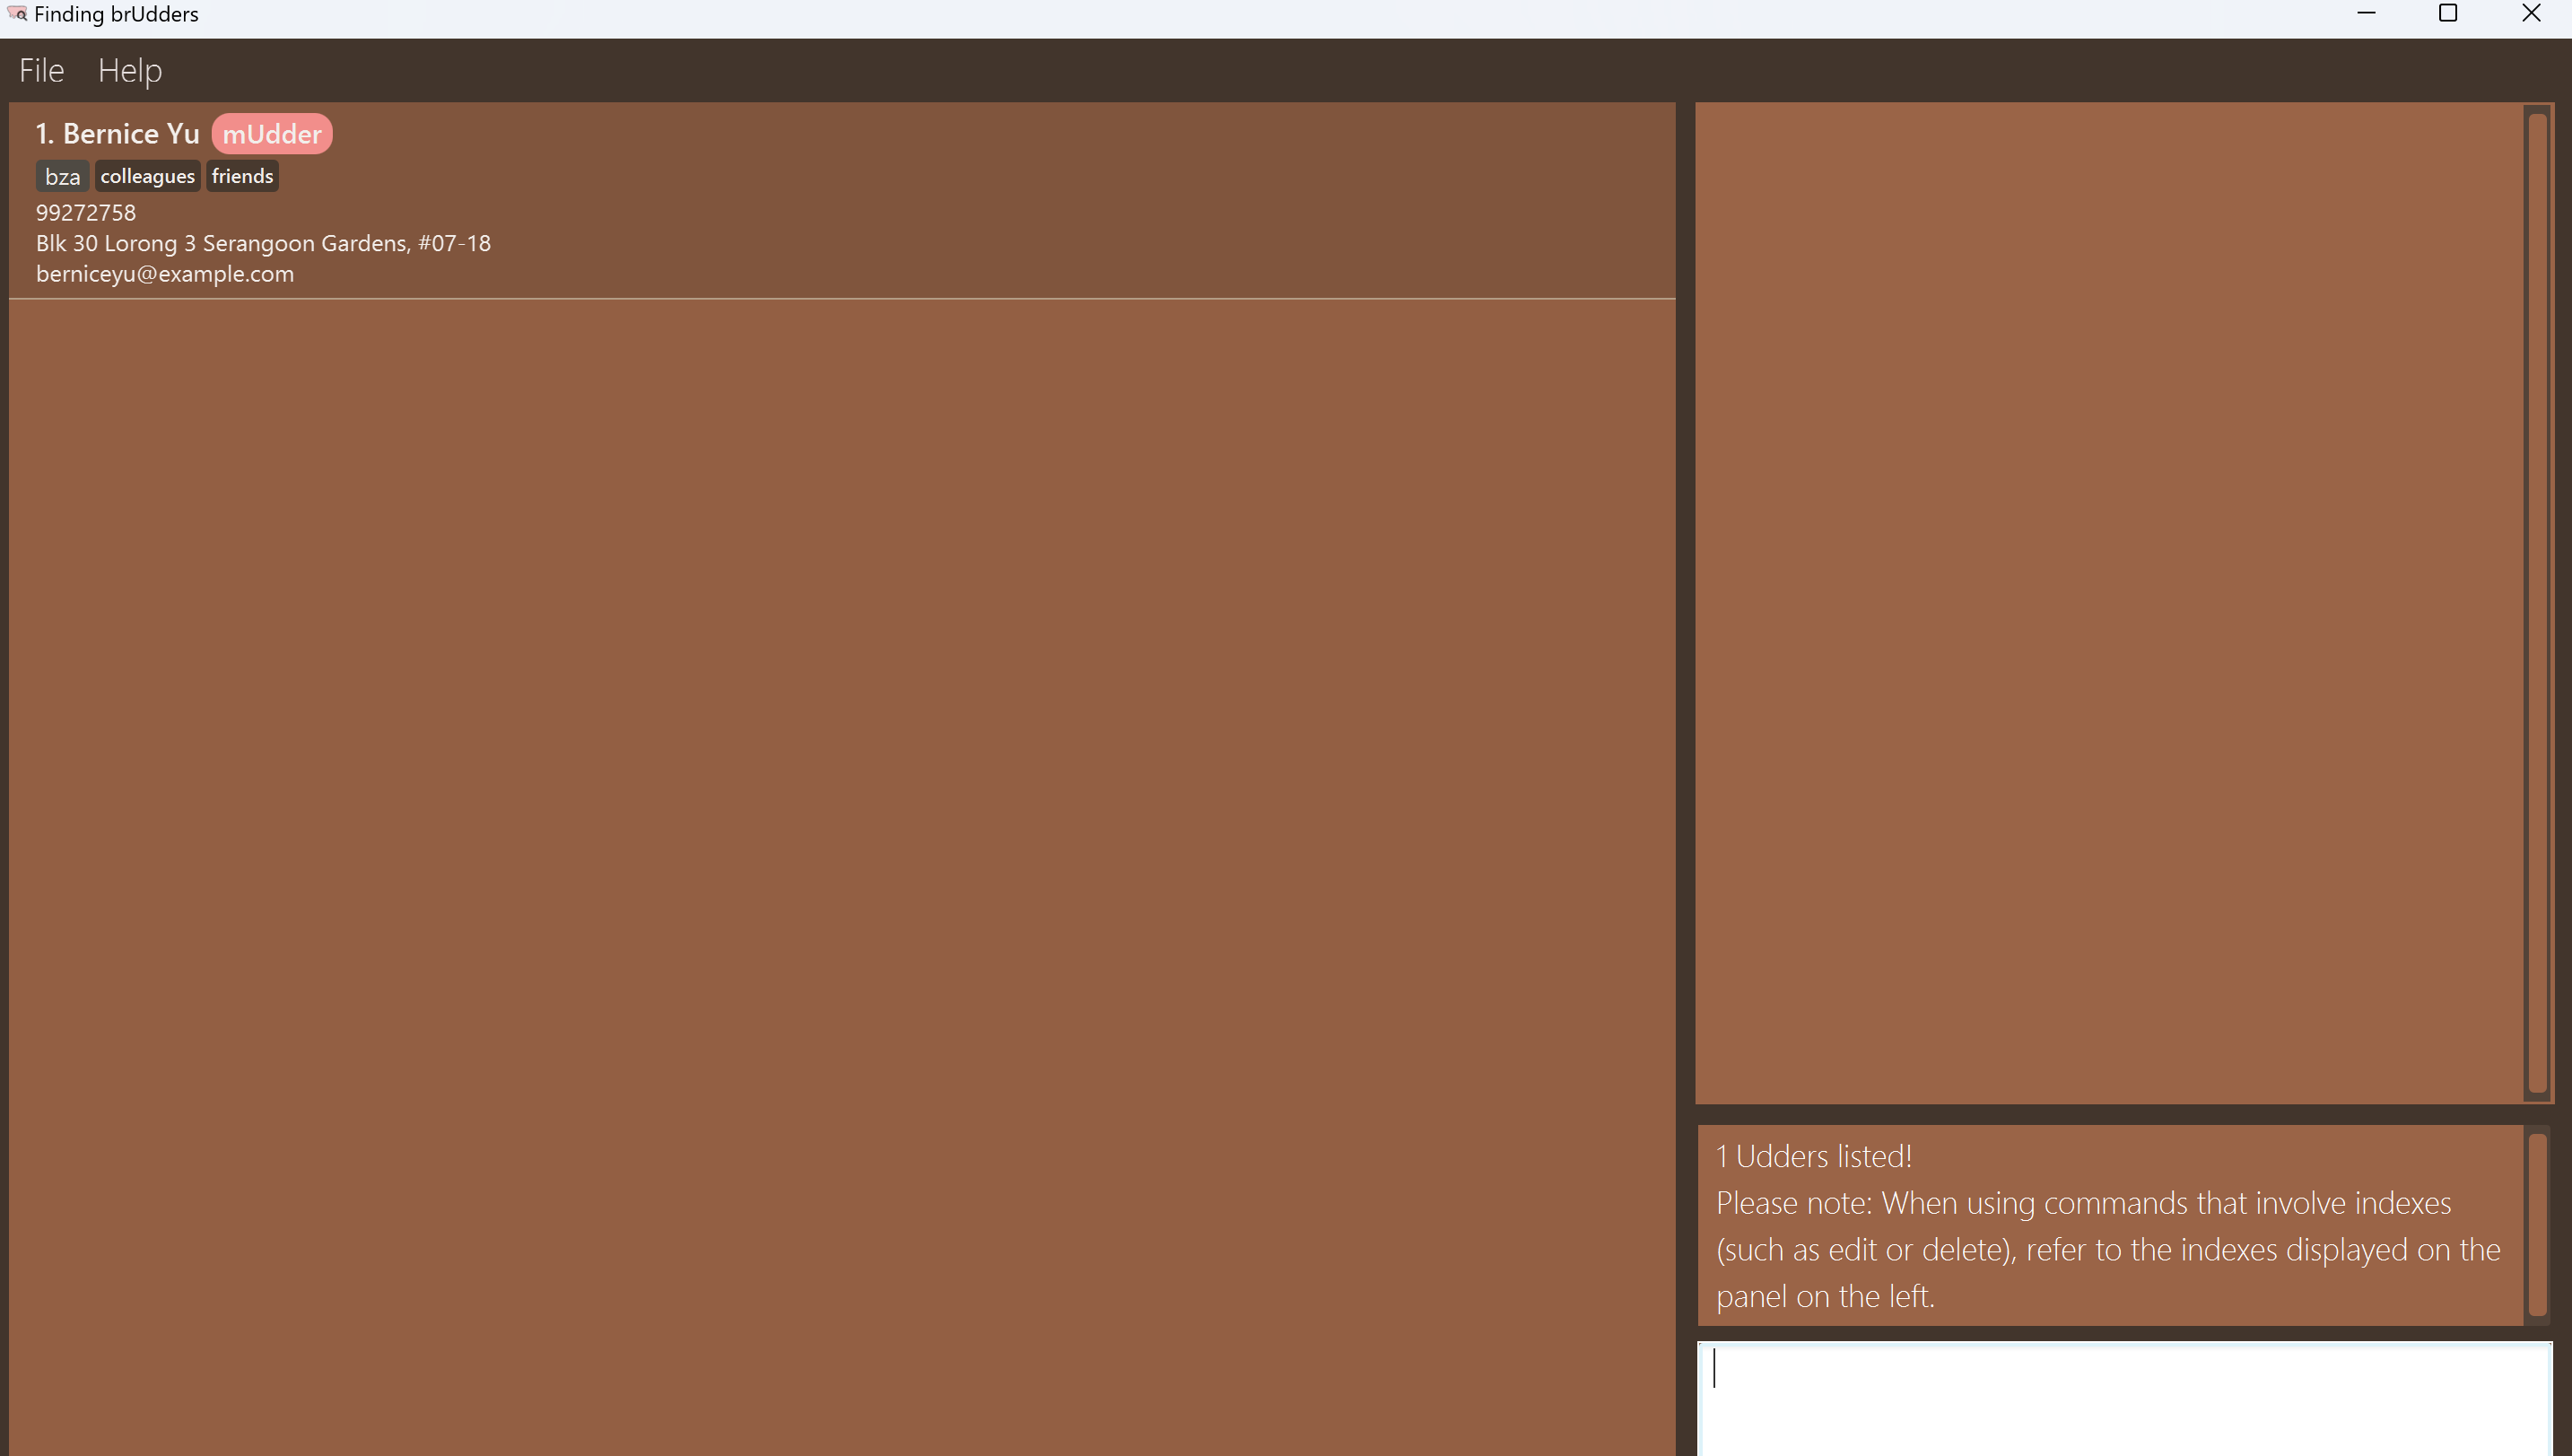 Finding brUdders
File Help
1. Bernice Yu mUdder
bza colleagues friends
99272758
Blk 30 Lorong 3 Serangoon Gardens, #07-18
berniceyu@example.com
1 Udders listed!
Please note: When using commands that involve indexes
(such as edit or delete), refer to the indexes displayed on the
panel on the left.